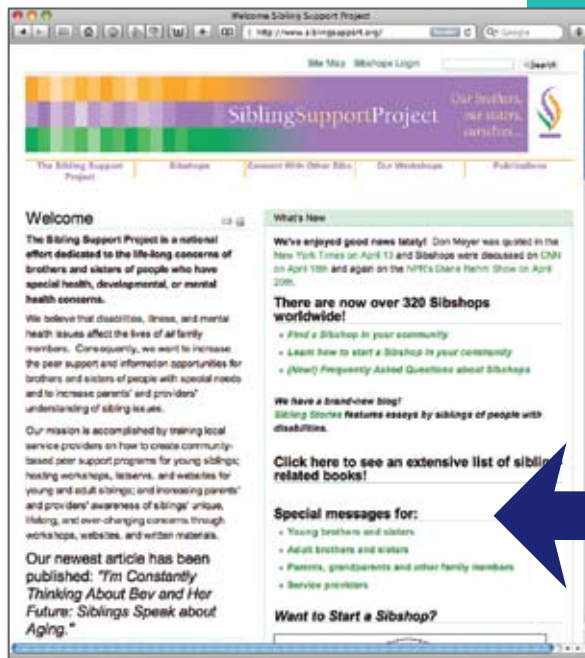 Welcome Sibling Support Project
http://www.siblingsupport.org/
Google
Site Map Sibshops Login
Search
SiblingSupportProject
Our brothers,
our sisters,
ourselves...
The Sibling Support
Project
Sibshops
Connect With Other Sibs
Our Workshops
Publications
Welcome
The Sibling Support Project is a national
effort dedicated to the life-long concerns of
brothers and sisters of people who have
special health, developmental, or mental
health concerns.
We believe that disabilities, illness, and mental
health issues affect the lives of all family
members. Consequently, we want to increase
the peer support and information opportunities for
brothers and sisters of people with special needs
and to increase parents' and providers'
understanding of sibling issues.
Our mission is accomplished by training local
service providers on how to create community-
based peer support programs for young siblings;
hosting workshops, listservs, and websites for
young and adult siblings; and increasing parents'
and providers' awareness of siblings' unique,
lifelong, and ever-changing concerns through
workshops, websites, and written materials.
Our newest article has been
published: "I'm Constantly
Thinking About Bev and Her
Future: Siblings Speak about
Aging."
What's New
We've enjoyed good news lately! Don Meyer was quoted in the
New York Times on April 13 and Sibshops were discussed on CNN
on April 18th and again on the NPR's Diane Rehm Show on April
20th.
There are now over 320 Sibshops
worldwide!
• Find a Sibshop in your community
• Learn how to start a Sibshop in your community
• (New!) Frequently Asked Questions about Sibshops
We have a brand-new blog!
Sibling Stories features essays by siblings of people with
disabilities.
Click here to see an extensive list of sibling
related books!
Special messages for:
• Young brothers and sisters
• Adult brothers and sisters
• Parents, grandparents and other family members
• Service providers
Want to Start a Sibshop?